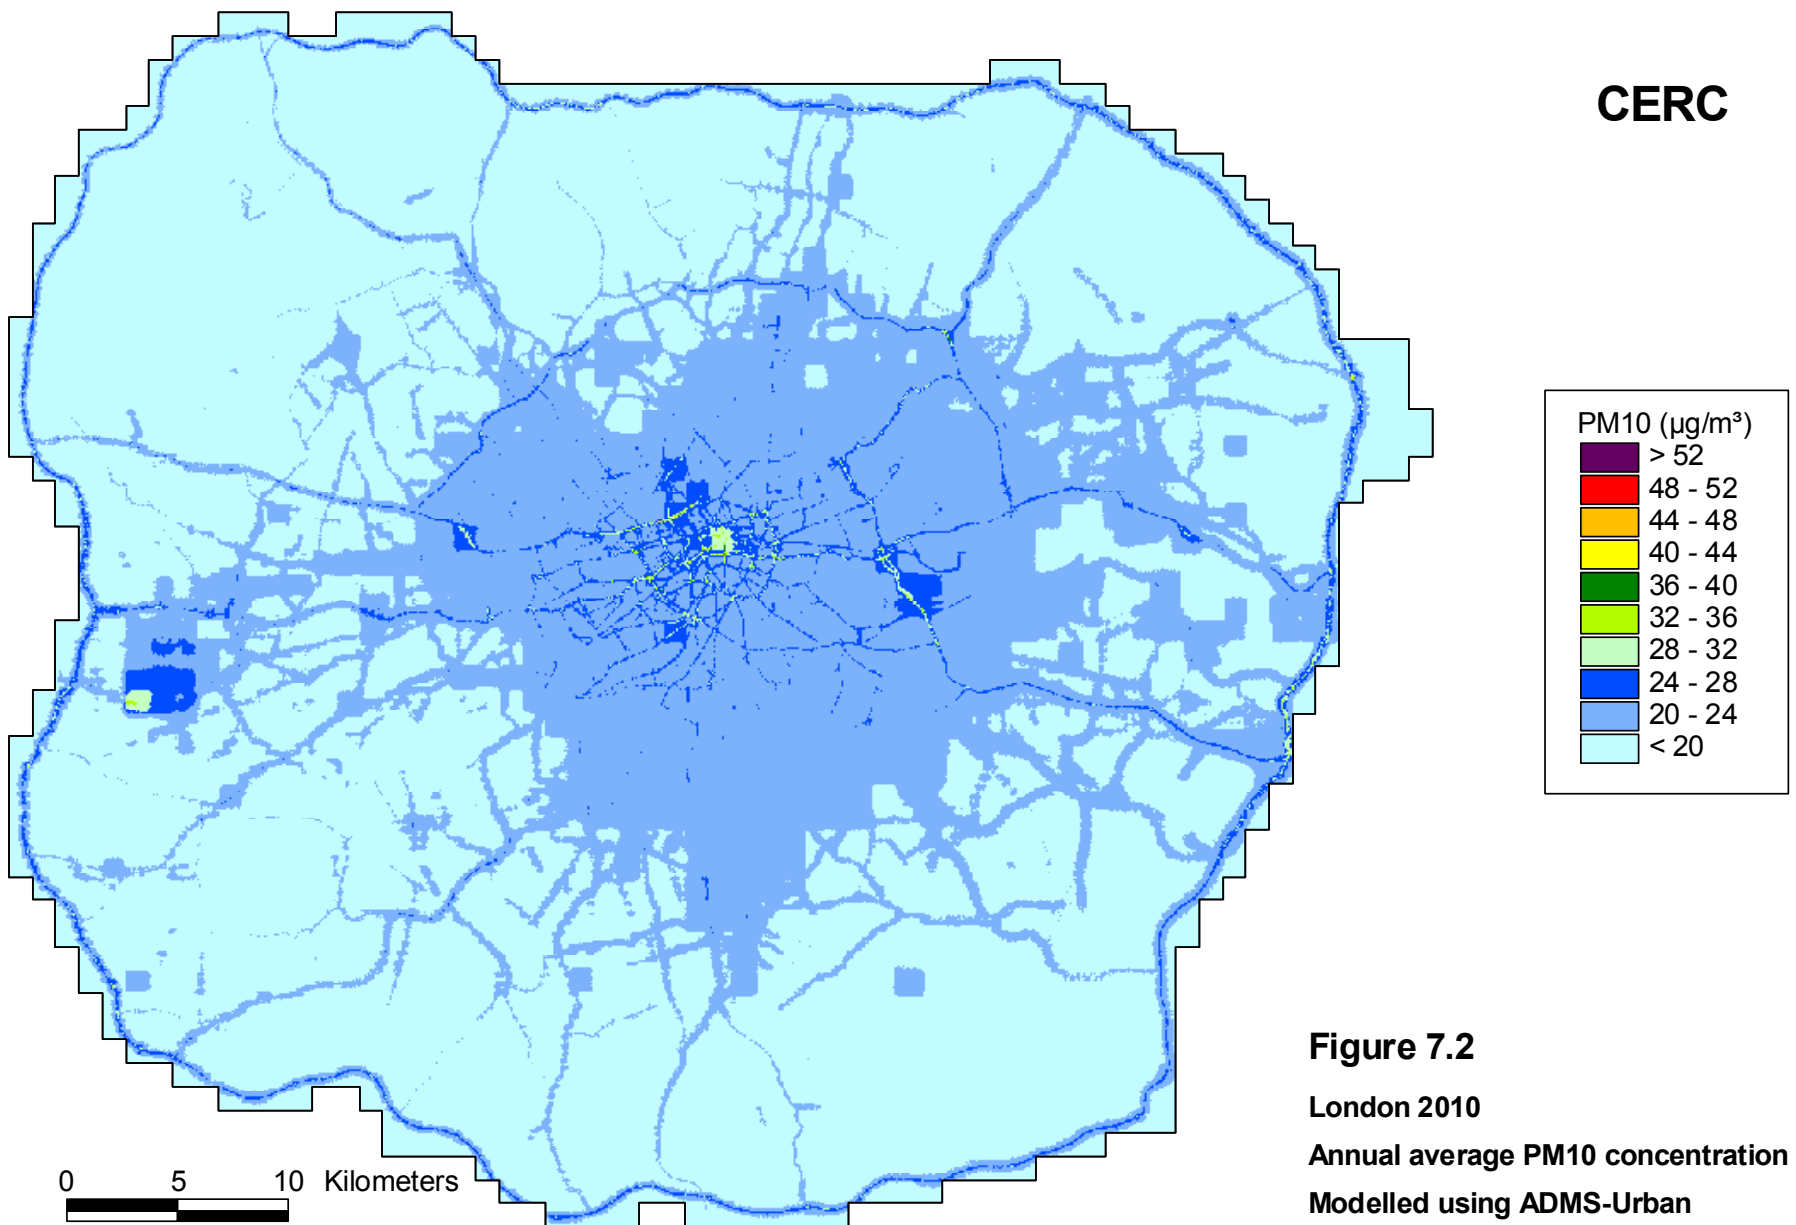 CERC
PM10 (µg/m³)
> 52
48 - 52
44 - 48
40 - 44
36 - 40
32 - 36
28 - 32
24 - 28
20 - 24
< 20
Figure 7.2
London 2010
Annual average PM10 concentration
Modelled using ADMS-Urban
0 5 10 Kilometers